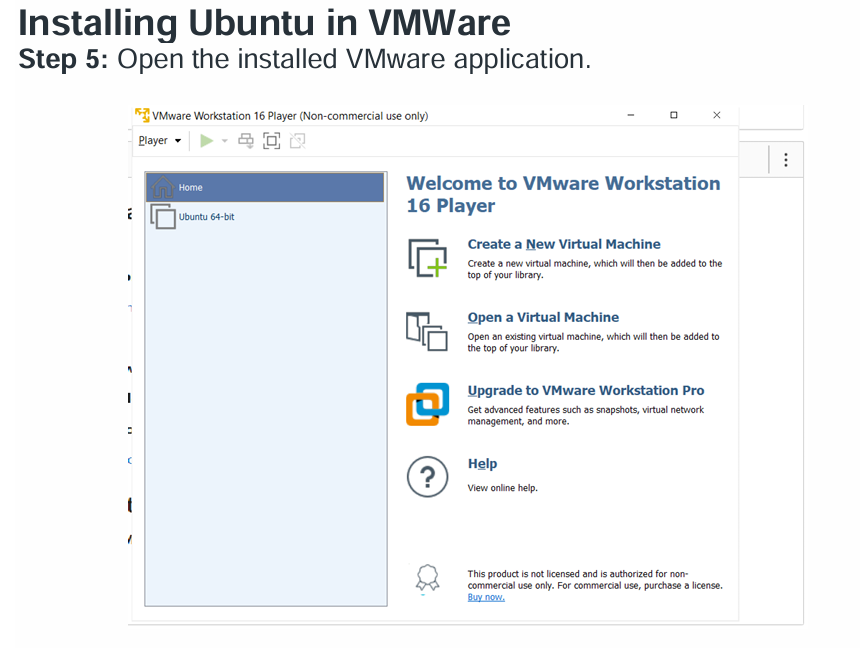 Installing Ubuntu in VMWare
Step 5: Open the installed VMware application.
VMware Workstation 16 Player (Non-commercial use only)
Player
Home
Ubuntu 64-bit
Welcome to VMware Workstation
16 Player
Create a New Virtual Machine
Create a new virtual machine, which will then be added to the
top of your library.
Open a Virtual Machine
Open an existing virtual machine, which will then be added to
the top of your library.
Upgrade to VMware Workstation Pro
Get advanced features such as snapshots, virtual network
management, and more.
Help
View online help.
This product is not licensed and is authorized for non-
commercial use only. For commercial use, purchase a license.
Buy now.